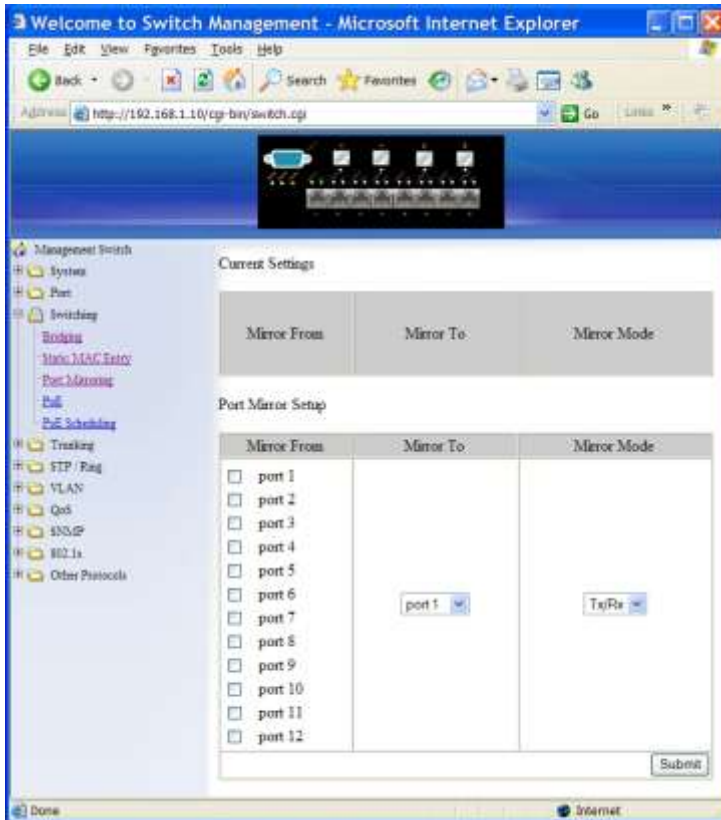 Welcome to Switch Management - Microsoft Internet Explorer
File Edit View Favorites Tools Help
Back Search Favorites
Address http://192.168.1.10/cgi-bin/switch.cgi Go Links »
Management Switch
System
Port
Switching
Bridging
Static MAC Entry
Port Mirroring
PoE
PoE Scheduling
Trunking
STP / Ring
VLAN
QoS
SNMP
802.1x
Other Protocols
Current Settings
Mirror From Mirror To Mirror Mode
Port Mirror Setup
Mirror From Mirror To Mirror Mode
port 1
port 2
port 3
port 4
port 5
port 6
port 7
port 8
port 9
port 10
port 11
port 12
port 1
Tx/Rx
Submit
Done Internet